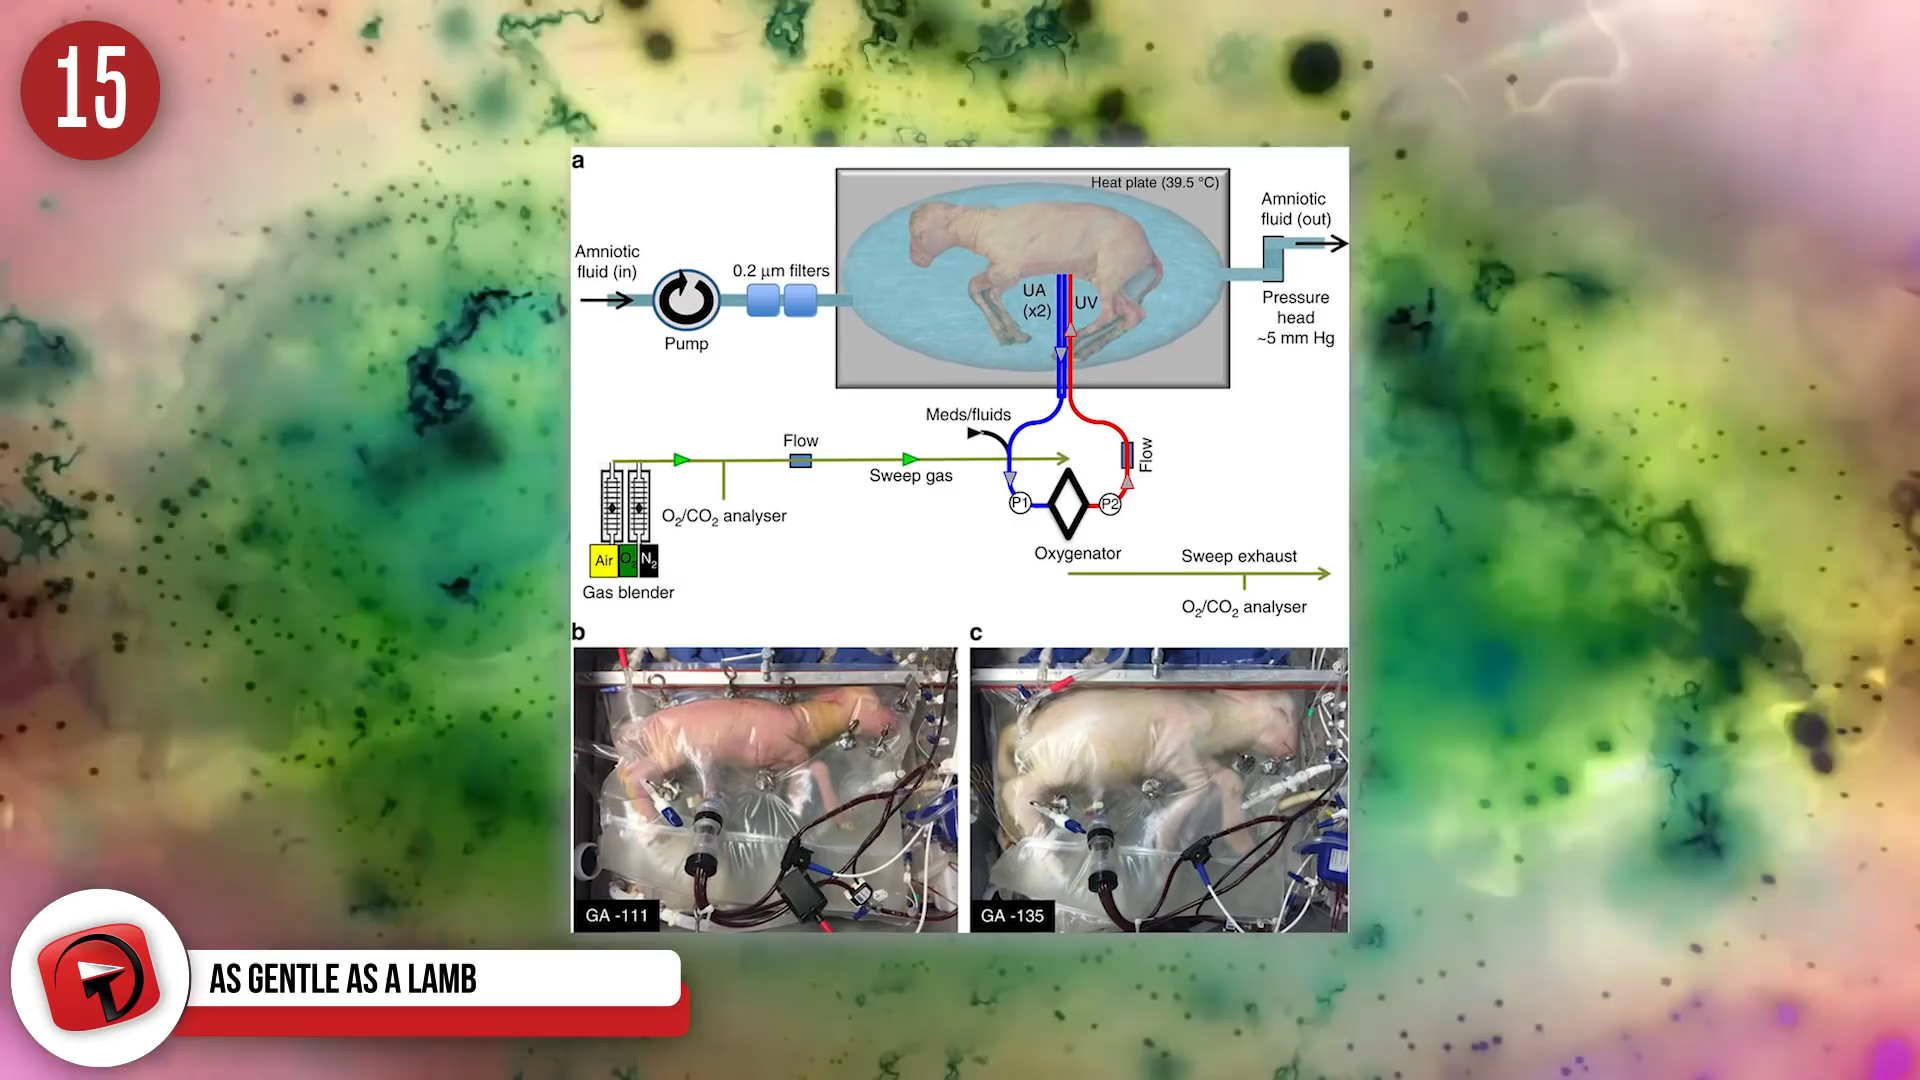 15
a
Heat plate (39.5 °C)
Amniotic
fluid (out)
Amniotic
fluid (in)
0.2 μm filters
UA
(x2)
UV
Pressure
head
~5 mm Hg
Pump
Meds/fluids
Flow
Flow
Sweep gas
P1
P2
O₂/CO₂ analyser
Oxygenator
Sweep exhaust
Air
O₂
N₂
Gas blender
O₂/CO₂ analyser
b
c
GA -111
GA -135
AS GENTLE AS A LAMB